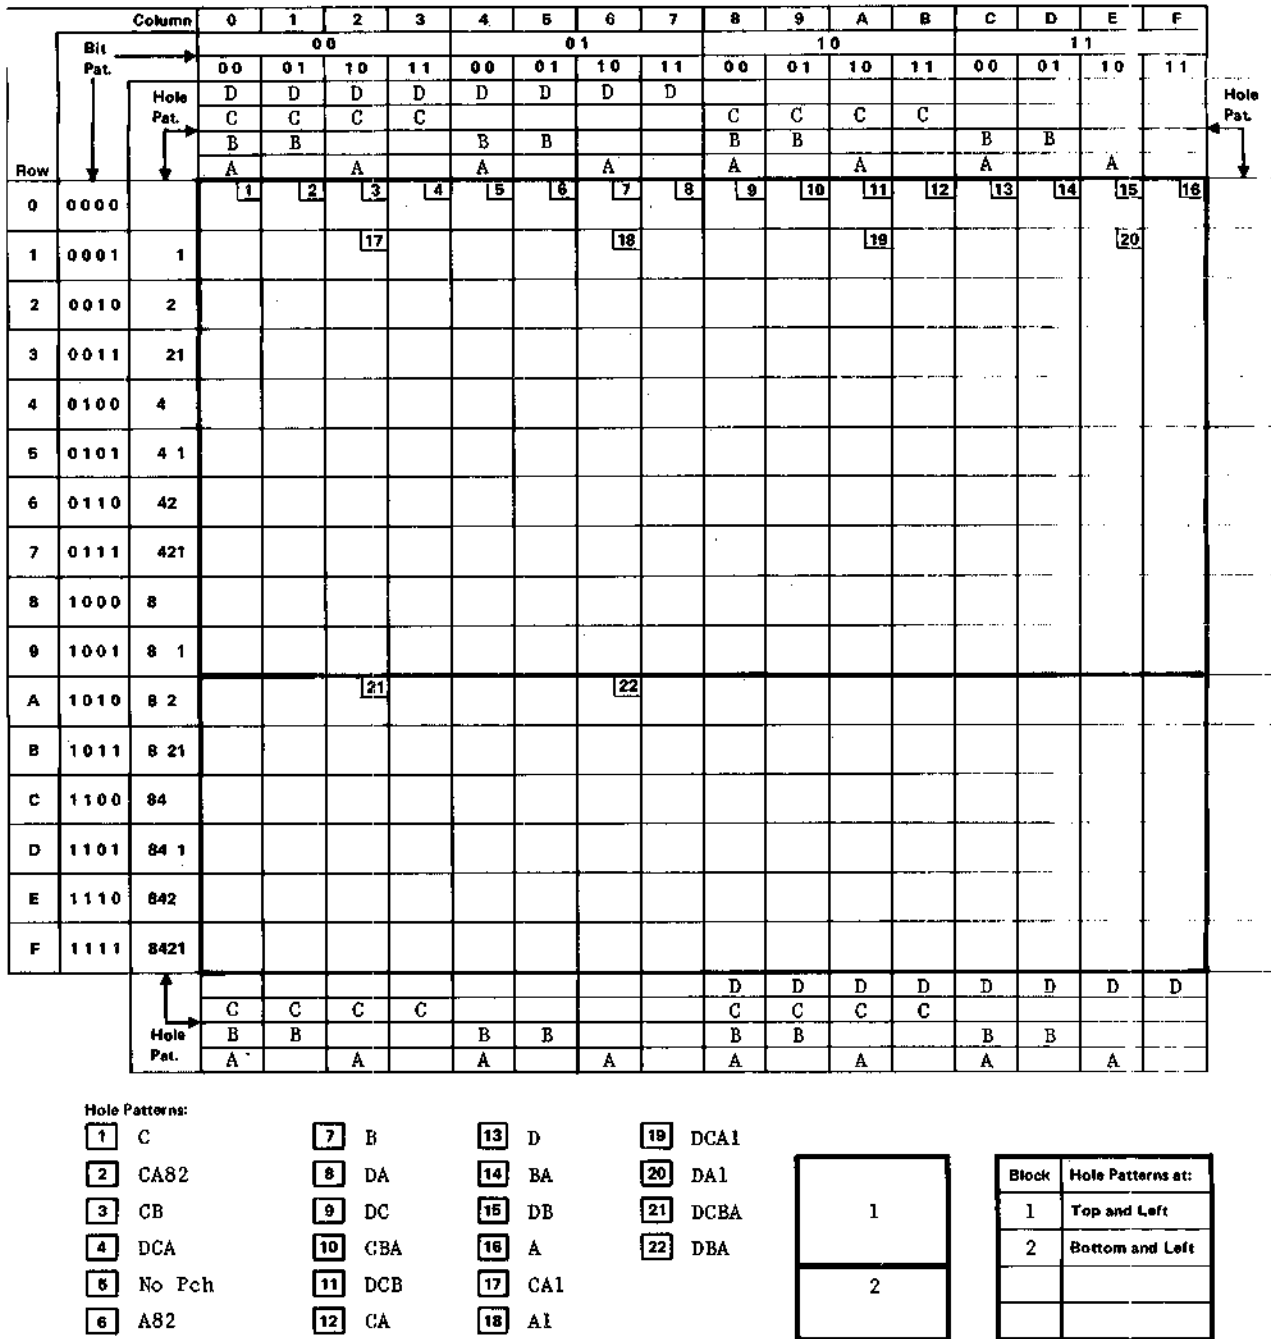 Column 0 1 2 3 4 5 6 7 8 9 A B C D E F
Bit Pat. 00 01 10 11
00 01 10 11 00 01 10 11 00 01 10 11 00 01 10 11
Hole Pat. D D D D D D D D Hole Pat.
C C C C C C C C
B B B B B B B B
Row A A A A A A A A
0 0000 1 2 3 4 5 6 7 8 9 10 11 12 13 14 15 16
1 0001 1 17 18 19 20
2 0010 2
3 0011 21
4 0100 4
5 0101 4 1
6 0110 42
7 0111 421
8 1000 8
9 1001 8 1
A 1010 8 2 21 22
B 1011 8 21
C 1100 84
D 1101 84 1
E 1110 842
F 1111 8421
D D D D D D D D
C C C C C C C C
Hole Pat. B B B B B B B B
A A A A A A A A
Hole Patterns:
1 C 7 B 13 D 19 DCA1
2 CA82 8 DA 14 BA 20 DA1
3 CB 9 DC 15 DB 21 DCBA
4 DCA 10 CBA 16 A 22 DBA
5 No Pch 11 DCB 17 CA1
6 A82 12 CA 18 A1
1
2
Block Hole Patterns at:
1 Top and Left
2 Bottom and Left